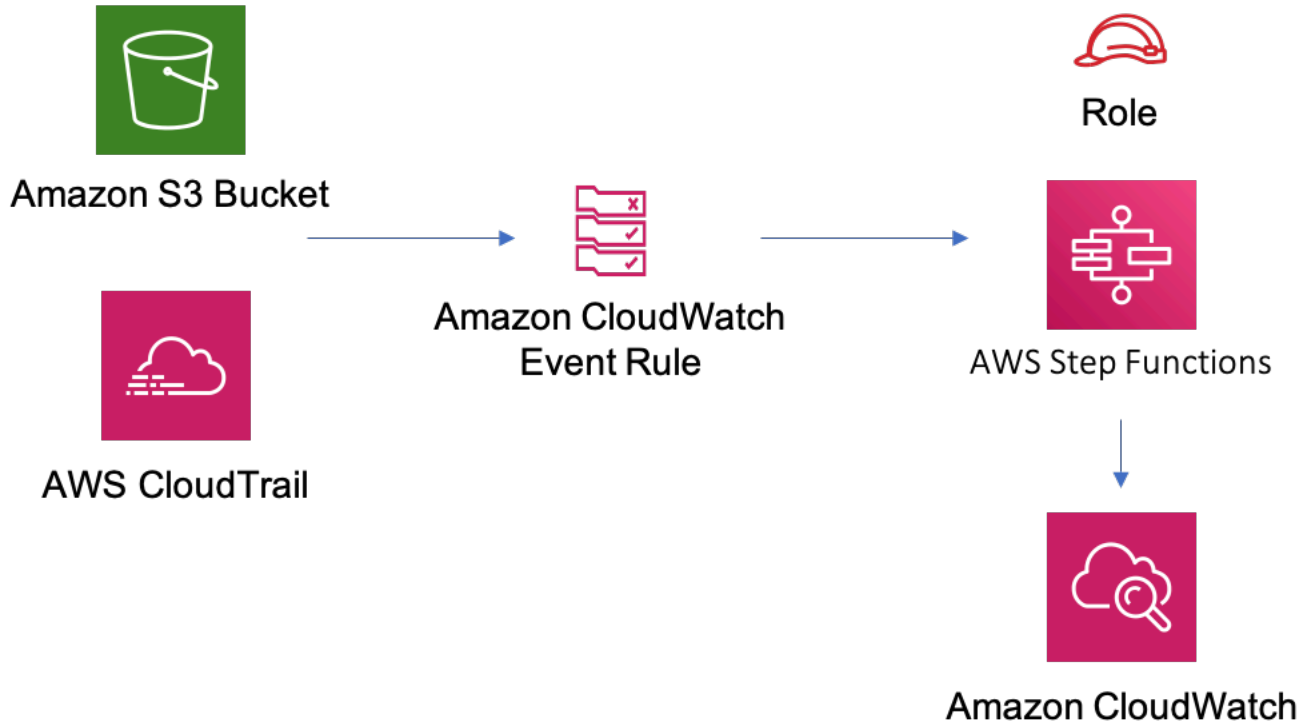 Amazon S3 Bucket
AWS CloudTrail
Amazon CloudWatch
Event Rule
Role
AWS Step Functions
Amazon CloudWatch